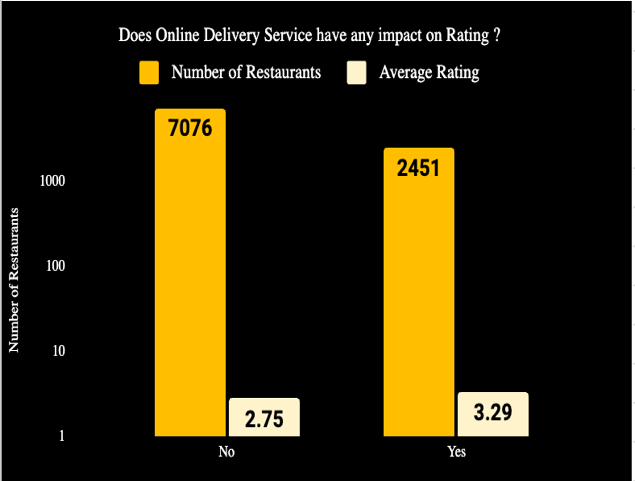 Does Online Delivery Service have any impact on Rating ?
Number of Restaurants
Average Rating
7076
2451
1000
100
10
1
Number of Restaurants
2.75
3.29
No
Yes